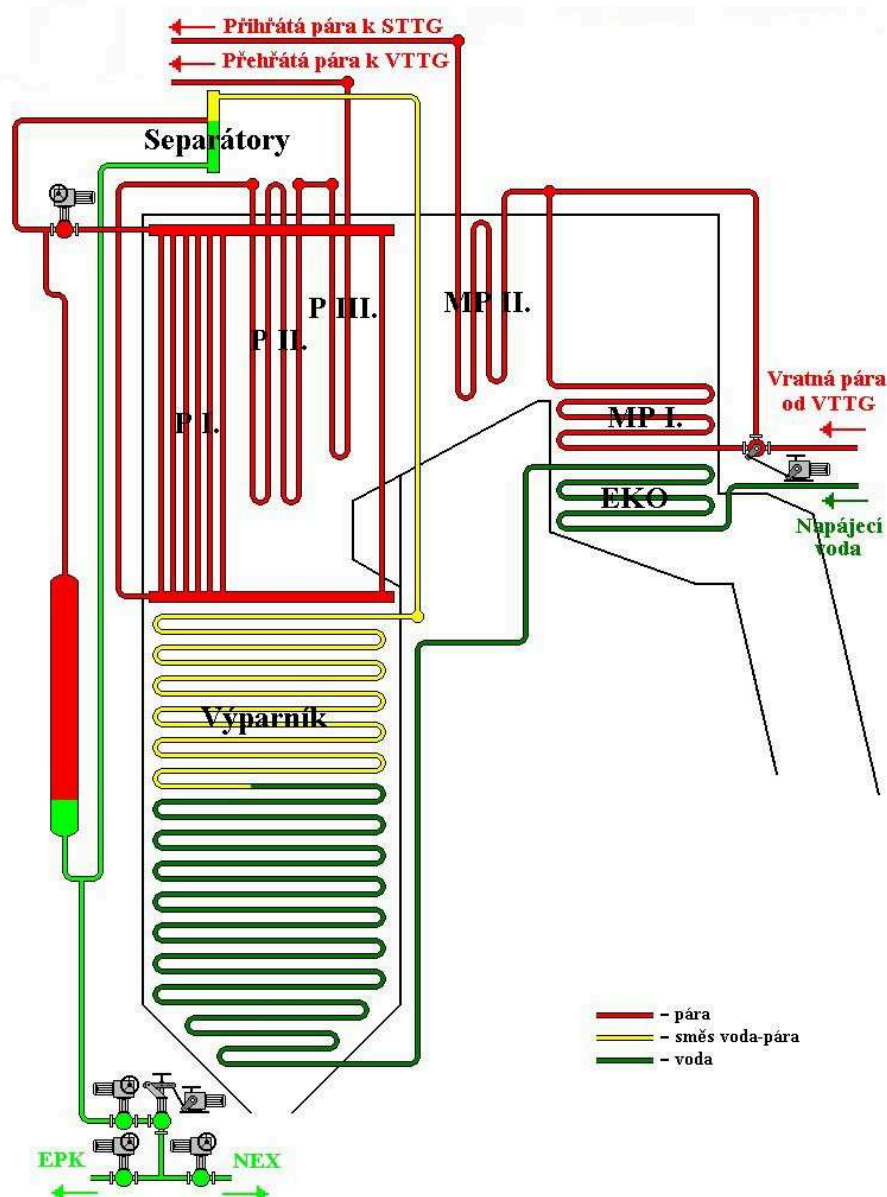 Přihřátá pára k STTG
Přehřátá pára k VTTG
Separátory
P III.
MP II.
P II.
Vratná pára
od VTTG
P I.
MP I.
EKO
Napájecí
voda
Výparník
– pára
– směs voda-pára
– voda
EPK
NEX